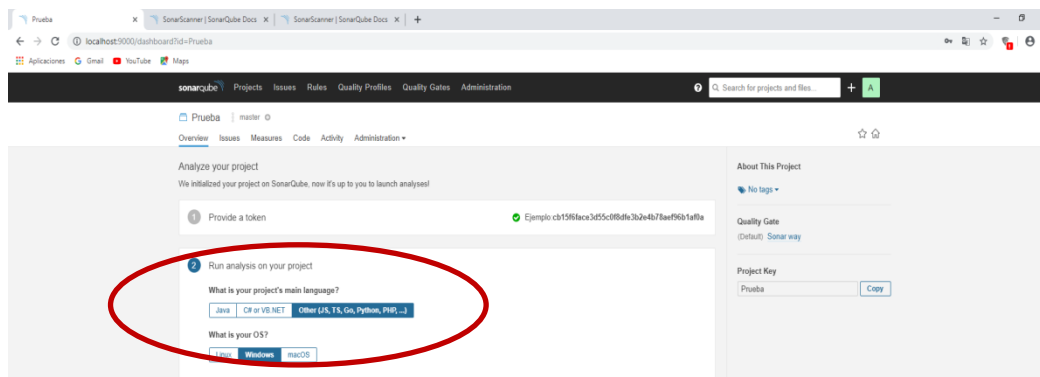 Prueba
SonarScanner | SonarQube Docs
SonarScanner | SonarQube Docs
localhost:9000/dashboard?id=Prueba
Aplicaciones Gmail YouTube Maps
sonarqube Projects Issues Rules Quality Profiles Quality Gates Administration Search for projects and files... A
Prueba master
Overview Issues Measures Code Activity Administration
Analyze your project
We initialized your project on SonarQube, now it's up to you to launch analyses!
1 Provide a token Ejemplo cb15f6face3d55c0f8dfe3b2e4b78aef96b1af0a
2 Run analysis on your project
What is your project's main language?
Java C# or VB.NET Other (JS, TS, Go, Python, PHP, ...)
What is your OS?
Linux Windows macOS
About This Project
No tags
Quality Gate
(Default) Sonar way
Project Key
Prueba Copy